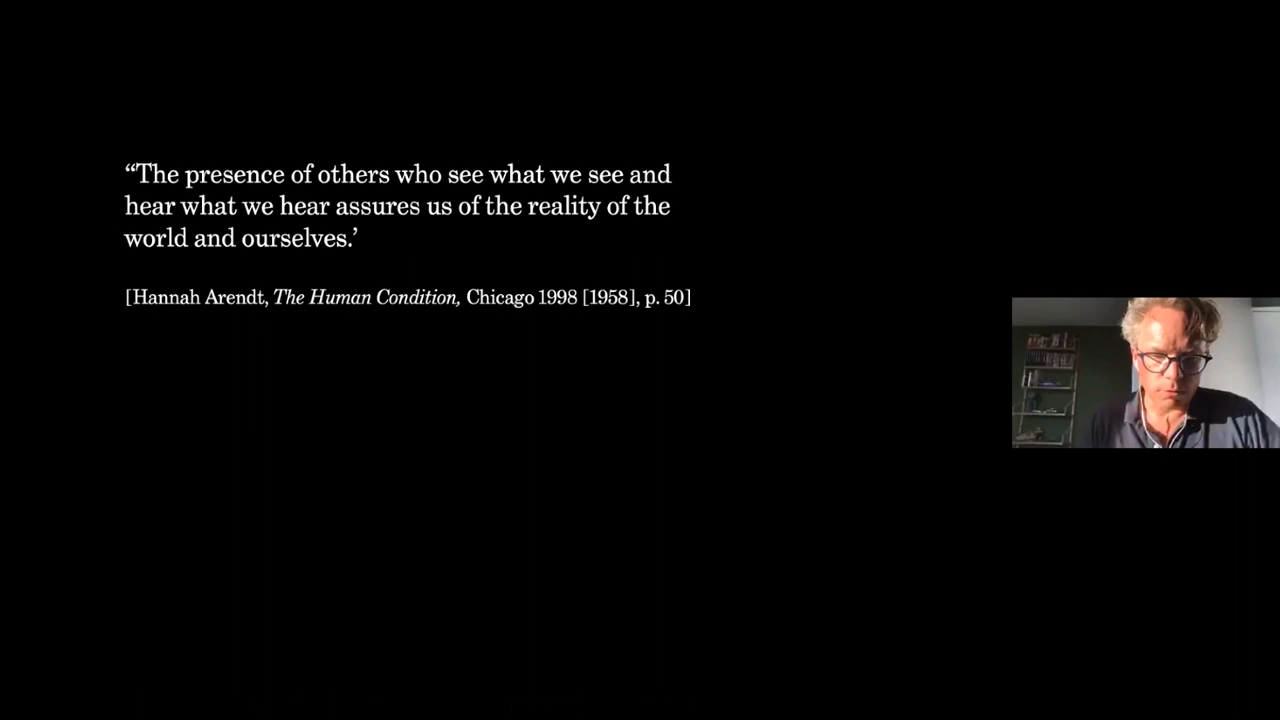 “The presence of others who see what we see and
hear what we hear assures us of the reality of the
world and ourselves.’
[Hannah Arendt, The Human Condition, Chicago 1998 [1958], p. 50]